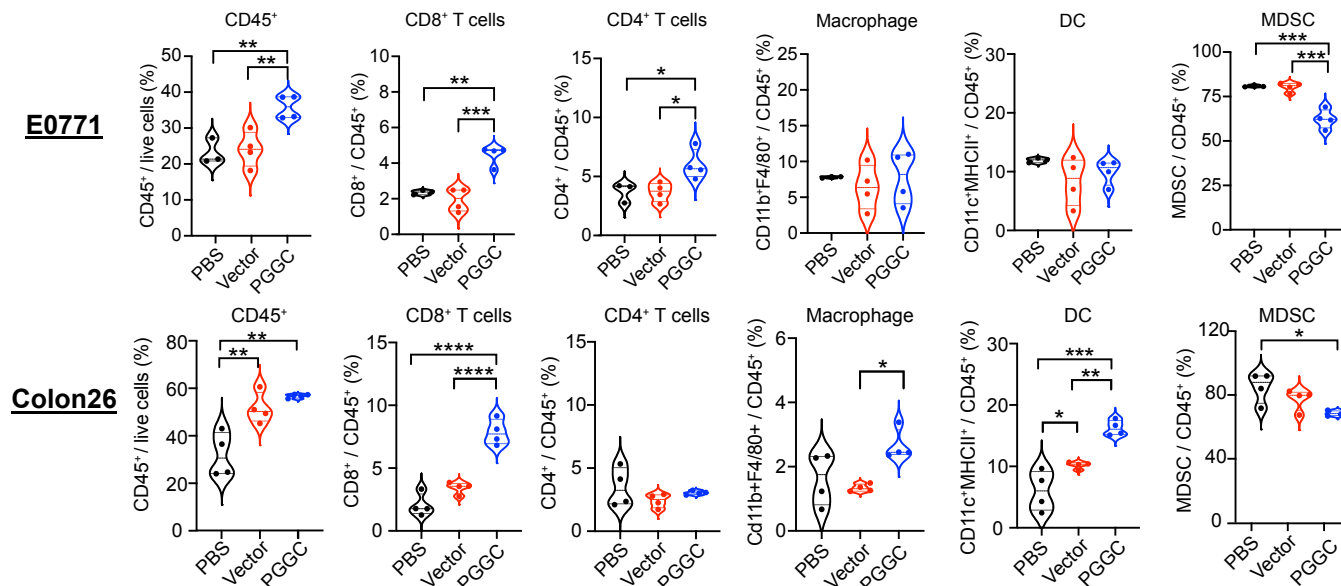 E0771
CD45⁺
CD45⁺ / live cells (%)
50
40
30
20
10
0
** 
**
PBS
Vector
PGGC
CD8⁺ T cells
CD8⁺ / CD45⁺ (%)
10
8
6
4
2
0
**
***
PBS
Vector
PGGC
CD4⁺ T cells
CD4⁺ / CD45⁺ (%)
15
10
5
0
*
*
PBS
Vector
PGGC
Macrophage
CD11b⁺F4/80⁺ / CD45⁺ (%)
25
20
15
10
5
0
PBS
Vector
PGGC
DC
CD11c⁺MHCII⁺ / CD45⁺ (%)
30
20
10
0
PBS
Vector
PGGC
MDSC
MDSC / CD45⁺ (%)
100
75
50
25
0
***
***
PBS
Vector
PGGC
Colon26
CD45⁺
CD45⁺ / live cells (%)
80
60
40
20
0
**
**
PBS
Vector
PGGC
CD8⁺ T cells
CD8⁺ / CD45⁺ (%)
15
10
5
0
****
****
PBS
Vector
PGGC
CD4⁺ T cells
CD4⁺ / CD45⁺ (%)
15
10
5
0
PBS
Vector
PGGC
Macrophage
Cd11b+F4/80+ / CD45⁺ (%)
6
4
2
0
*
PBS
Vector
PGGC
DC
CD11c⁺MHCII⁺ / CD45⁺ (%)
30
20
10
0
***
**
*
PBS
Vector
PGGC
MDSC
MDSC / CD45⁺ (%)
120
80
40
0
*
PBS
Vector
PGGC